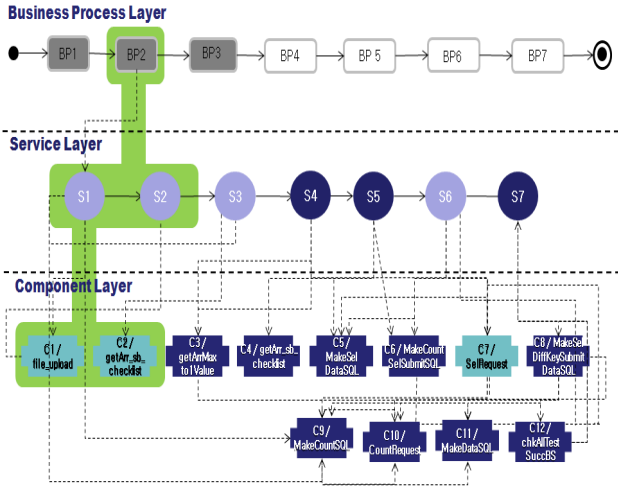 Business Process Layer
BP1
BP2
BP3
BP4
BP 5
BP6
BP7
Service Layer
S1
S2
S3
S4
S5
S6
S7
Component Layer
C1 /
file_upload
C2 /
getArr_sb_
checklist
C3 /
getArrMax
to1Value
C4 / getArr_sb_
checklist
C5 /
MakeSel
DataSQL
C6 / MakeCount
SelSubmitSQL
C7 /
SelRequest
C8 / MakeSel
DiffKeySubmit
DataSQL
C9 /
MakeCountSQL
C10 /
CountRequest
C11 /
MakeDataSQL
C12 /
chkAllTest
SuccBS